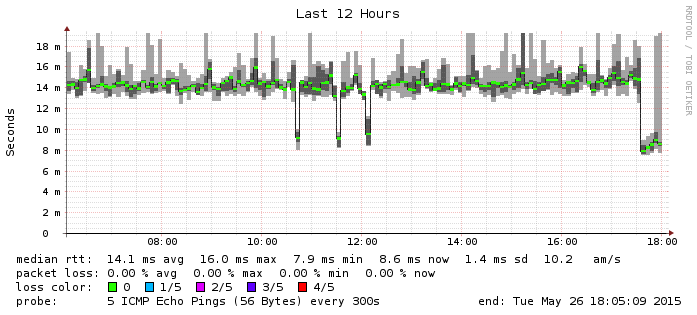 Last 12 Hours
RRDTOOL / TOBI OETIKER
Seconds
18 m
16 m
14 m
12 m
10 m
8 m
6 m
4 m
2 m
0
08:00 10:00 12:00 14:00 16:00 18:00
median rtt: 14.1 ms avg 16.0 ms max 7.9 ms min 8.6 ms now 1.4 ms sd 10.2 am/s
packet loss: 0.00 % avg 0.00 % max 0.00 % min 0.00 % now
loss color: 0 1/5 2/5 3/5 4/5
probe: 5 ICMP Echo Pings (56 Bytes) every 300s end: Tue May 26 18:05:09 2015